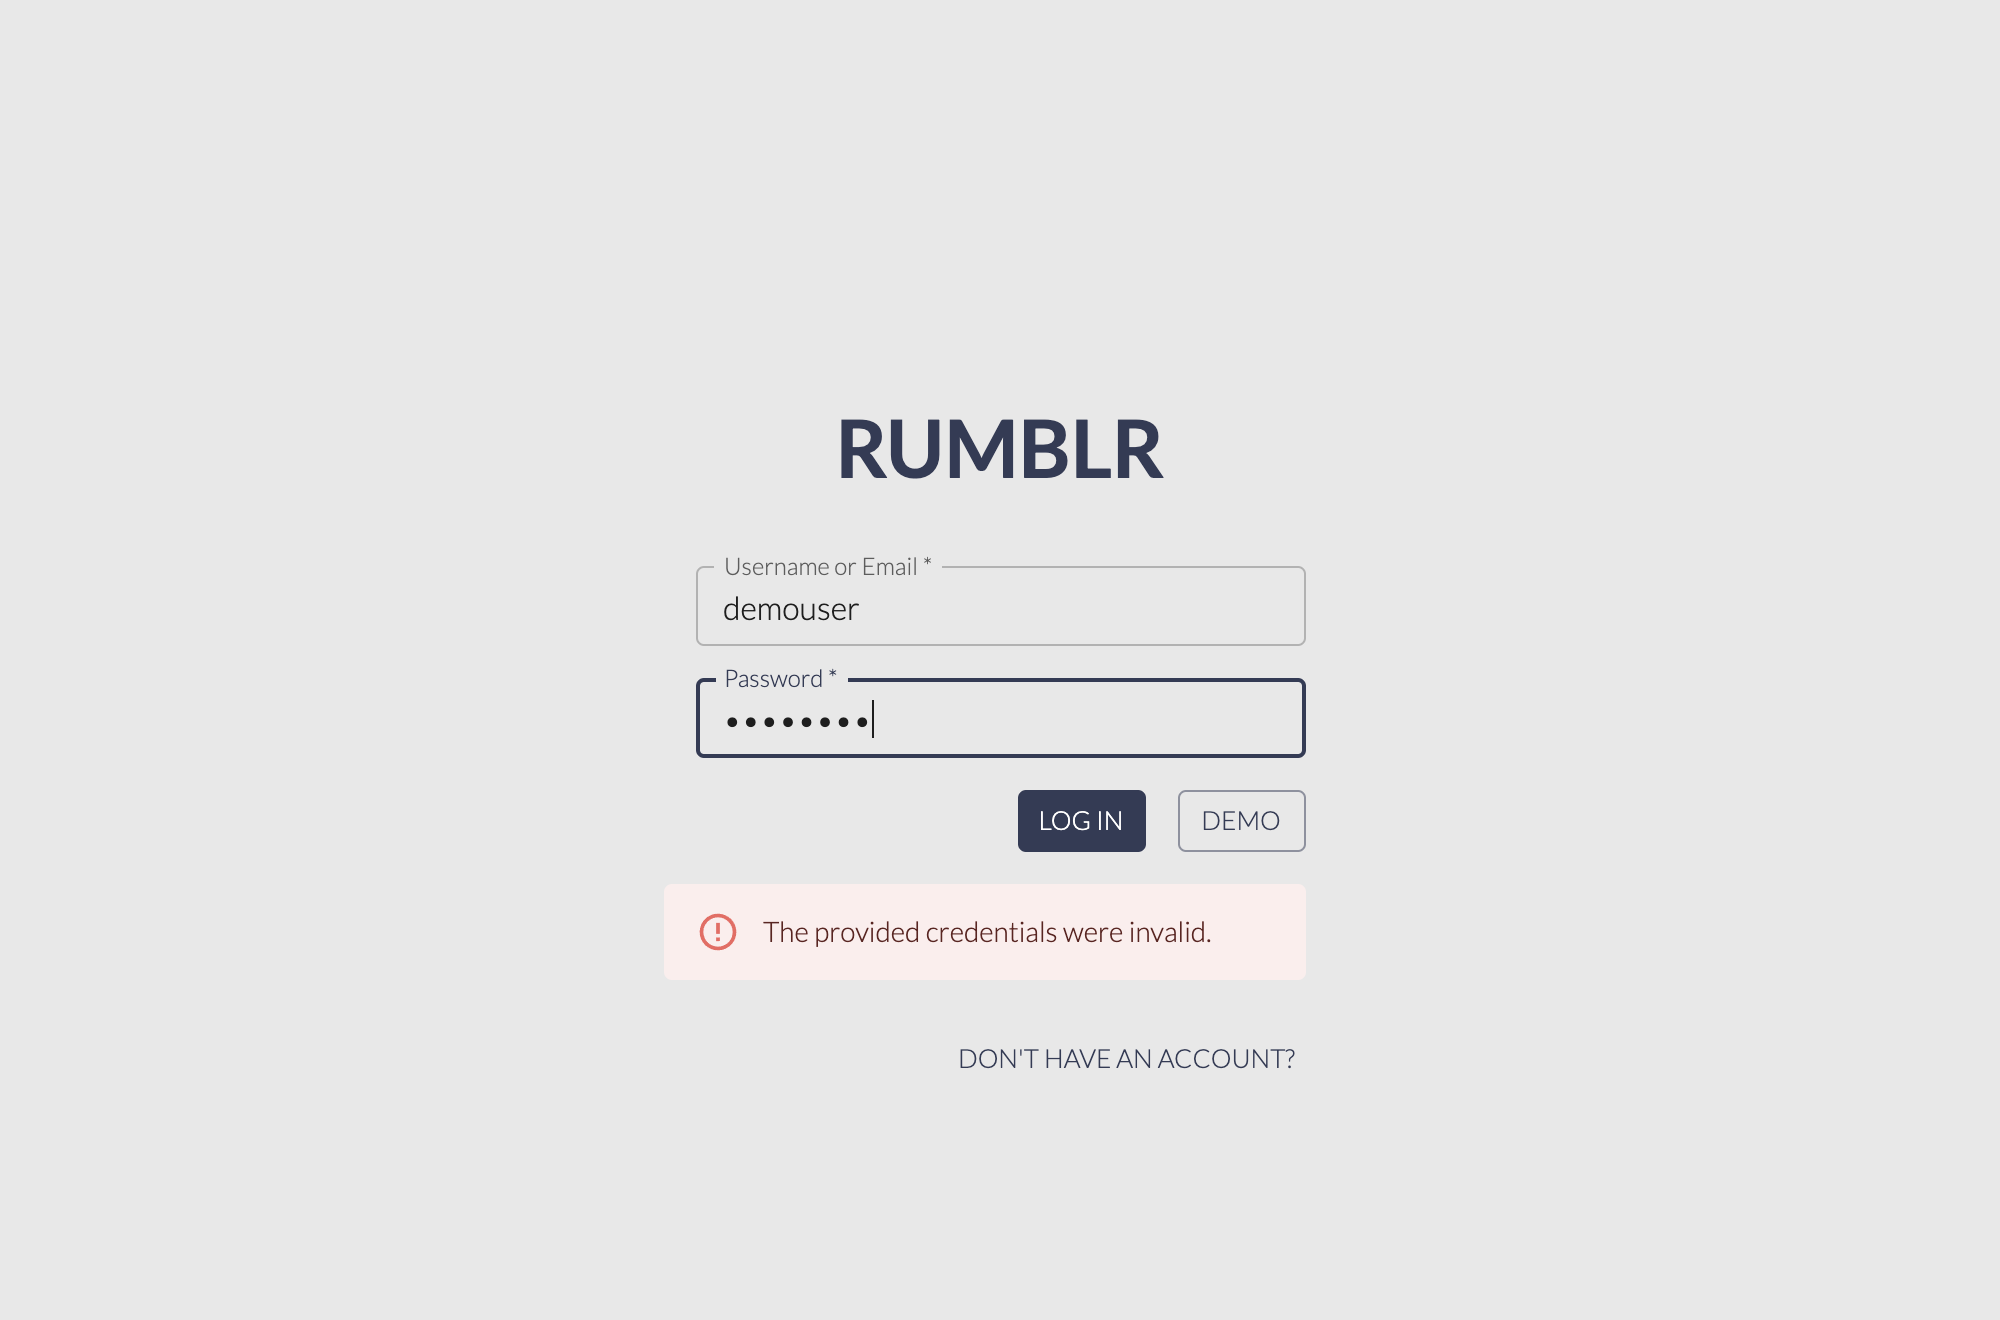 RUMBLR
Username or Email *
demouser
Password *
••••••••
LOG IN DEMO
The provided credentials were invalid.
DON'T HAVE AN ACCOUNT?